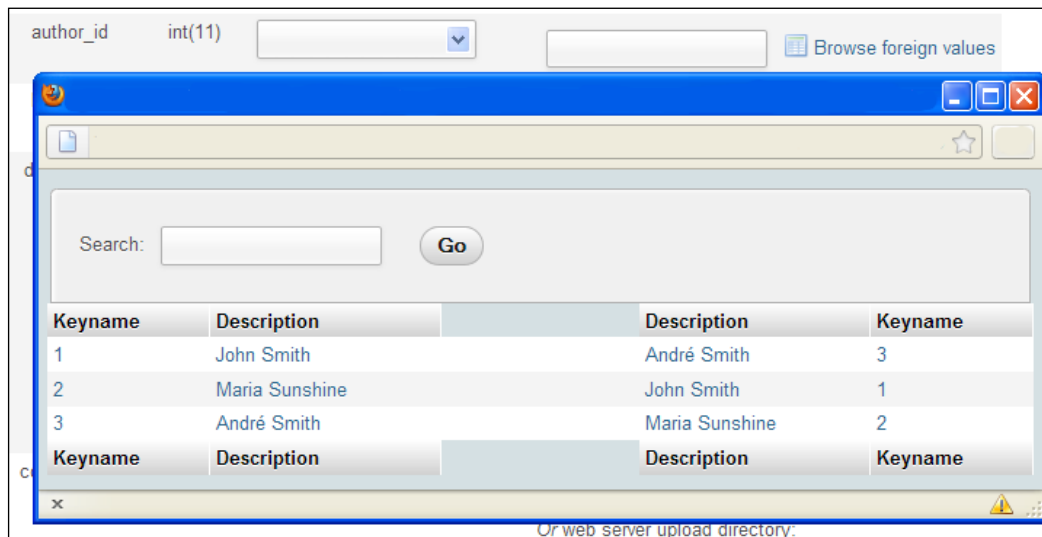 author_id int(11) Browse foreign values
d
Search: Go
Keyname Description Description Keyname
1 John Smith André Smith 3
2 Maria Sunshine John Smith 1
3 André Smith Maria Sunshine 2
Keyname Description Description Keyname
x
Or web server upload directory: